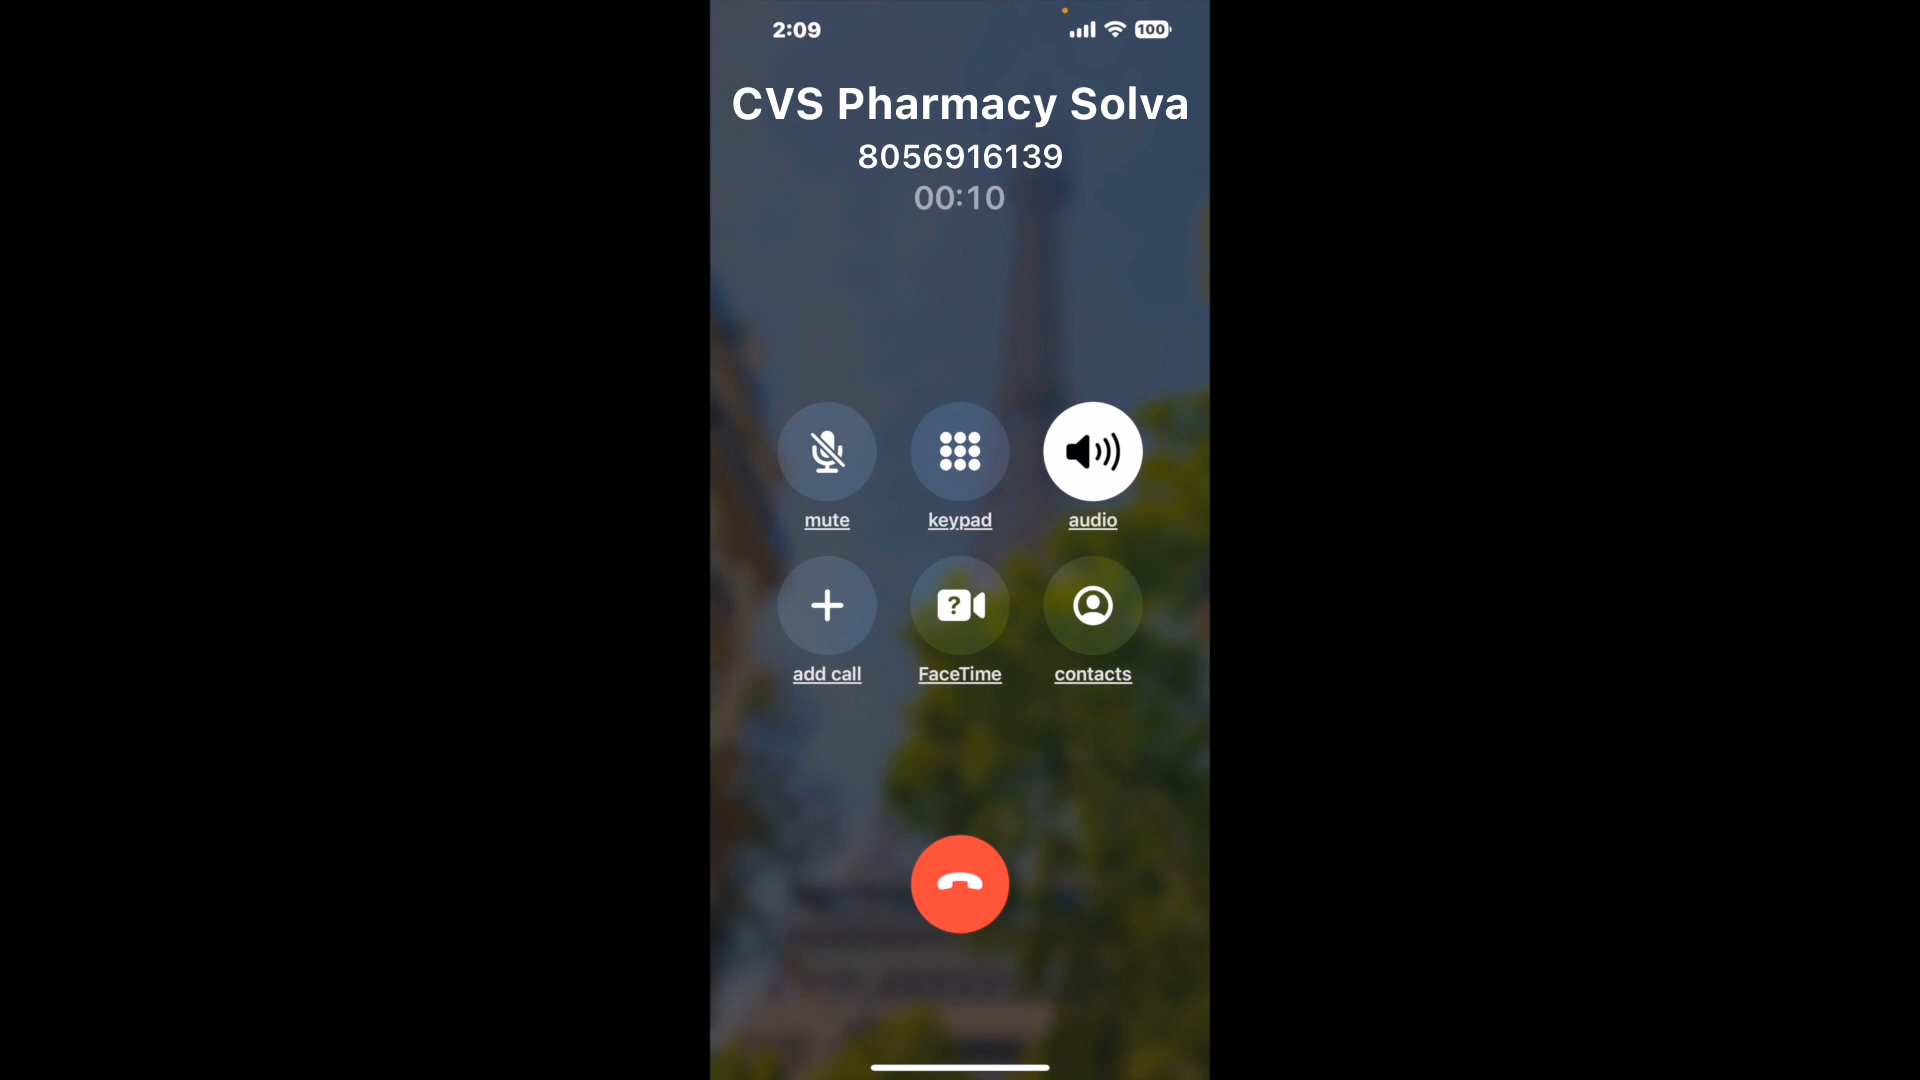 2:09
100
CVS Pharmacy Solva
8056916139
00:10
mute
keypad
audio
?
add call
FaceTime
contacts